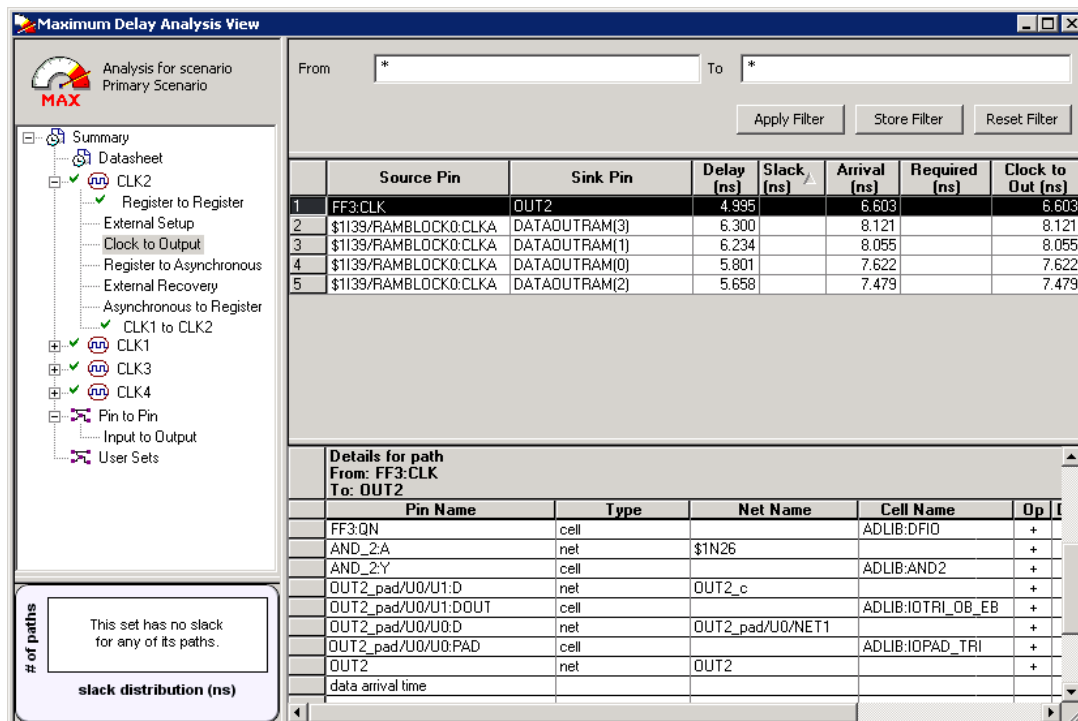 Maximum Delay Analysis View
MAX
Analysis for scenario
Primary Scenario
Summary
Datasheet
CLK2
Register to Register
External Setup
Clock to Output
Register to Asynchronous
External Recovery
Asynchronous to Register
CLK1 to CLK2
CLK1
CLK3
CLK4
Pin to Pin
Input to Output
User Sets
# of paths
This set has no slack
for any of its paths.
slack distribution (ns)
From * To *
Apply Filter Store Filter Reset Filter
Source Pin Sink Pin Delay (ns) Slack (ns) Arrival (ns) Required (ns) Clock to Out (ns)
1 FF3:CLK OUT2 4.995 6.603 6.603
2 $1I39/RAMBLOCK0:CLKA DATAOUTRAM(3) 6.300 8.121 8.121
3 $1I39/RAMBLOCK0:CLKA DATAOUTRAM(1) 6.234 8.055 8.055
4 $1I39/RAMBLOCK0:CLKA DATAOUTRAM(0) 5.801 7.622 7.622
5 $1I39/RAMBLOCK0:CLKA DATAOUTRAM(2) 5.658 7.479 7.479
Details for path
From: FF3:CLK
To: OUT2
Pin Name Type Net Name Cell Name Op
FF3:QN cell ADLIB:DFI0 +
AND_2:A net $1N26 +
AND_2:Y cell ADLIB:AND2 +
OUT2_pad/U0/U1:D net OUT2_c +
OUT2_pad/U0/U1:DOUT cell ADLIB:IOTRI_OB_EB +
OUT2_pad/U0/U0:D net OUT2_pad/U0/NET1 +
OUT2_pad/U0/U0:PAD cell ADLIB:IOPAD_TRI +
OUT2 net OUT2 +
data arrival time